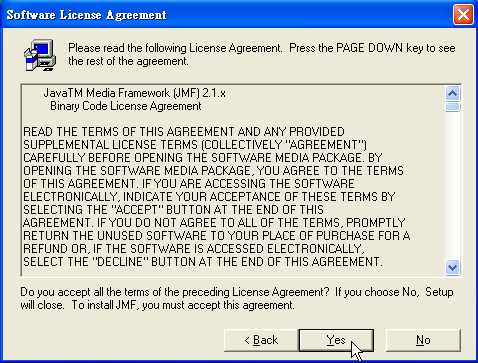 Software License Agreement
Please read the following License Agreement. Press the PAGE DOWN key to see
the rest of the agreement.
JavaTM Media Framework (JMF) 2.1.x
Binary Code License Agreement
READ THE TERMS OF THIS AGREEMENT AND ANY PROVIDED
SUPPLEMENTAL LICENSE TERMS (COLLECTIVELY "AGREEMENT")
CAREFULLY BEFORE OPENING THE SOFTWARE MEDIA PACKAGE. BY
OPENING THE SOFTWARE MEDIA PACKAGE, YOU AGREE TO THE TERMS
OF THIS AGREEMENT. IF YOU ARE ACCESSING THE SOFTWARE
ELECTRONICALLY, INDICATE YOUR ACCEPTANCE OF THESE TERMS BY
SELECTING THE "ACCEPT" BUTTON AT THE END OF THIS
AGREEMENT. IF YOU DO NOT AGREE TO ALL OF THE TERMS, PROMPTLY
RETURN THE UNUSED SOFTWARE TO YOUR PLACE OF PURCHASE FOR A
REFUND OR, IF THE SOFTWARE IS ACCESSED ELECTRONICALLY,
SELECT THE "DECLINE" BUTTON AT THE END OF THIS AGREEMENT.
Do you accept all the terms of the preceding License Agreement? If you choose No, Setup
will close. To install JMF, you must accept this agreement.
< Back Yes No